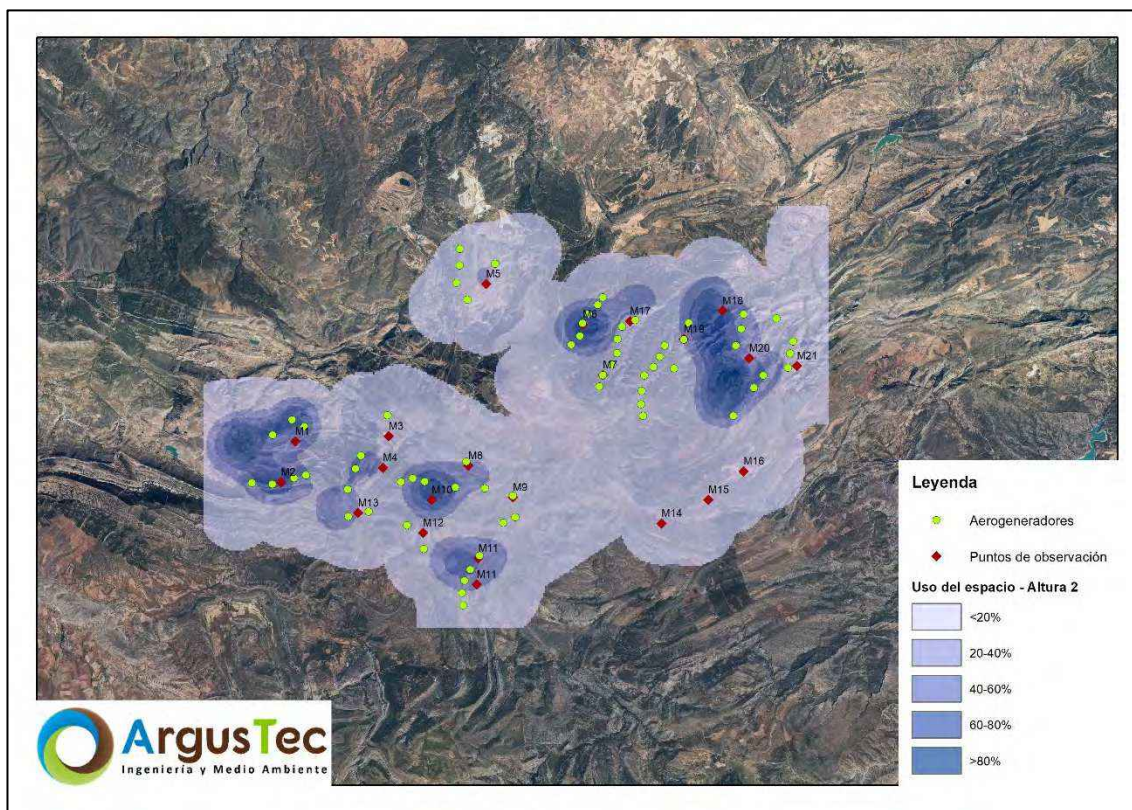 M5
M18
M17
M6
M19
M20
M21
M7
M3
M1
M8
M4
M16
M2
M10
M9
M15
M13
M14
M12
M11
M11
Leyenda
Aerogeneradores
Puntos de observación
Uso del espacio - Altura 2
<20%
20-40%
40-60%
60-80%
>80%
ArgusTec
Ingeniería y Medio Ambiente